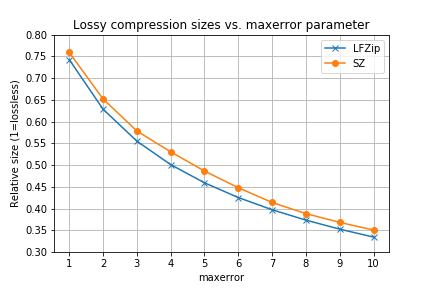 Lossy compression sizes vs. maxerror parameter
0.80
0.75
0.70
0.65
0.60
0.55
0.50
0.45
0.40
0.35
0.30
Relative size (1=lossless)
LFZip
SZ
1 2 3 4 5 6 7 8 9 10
maxerror